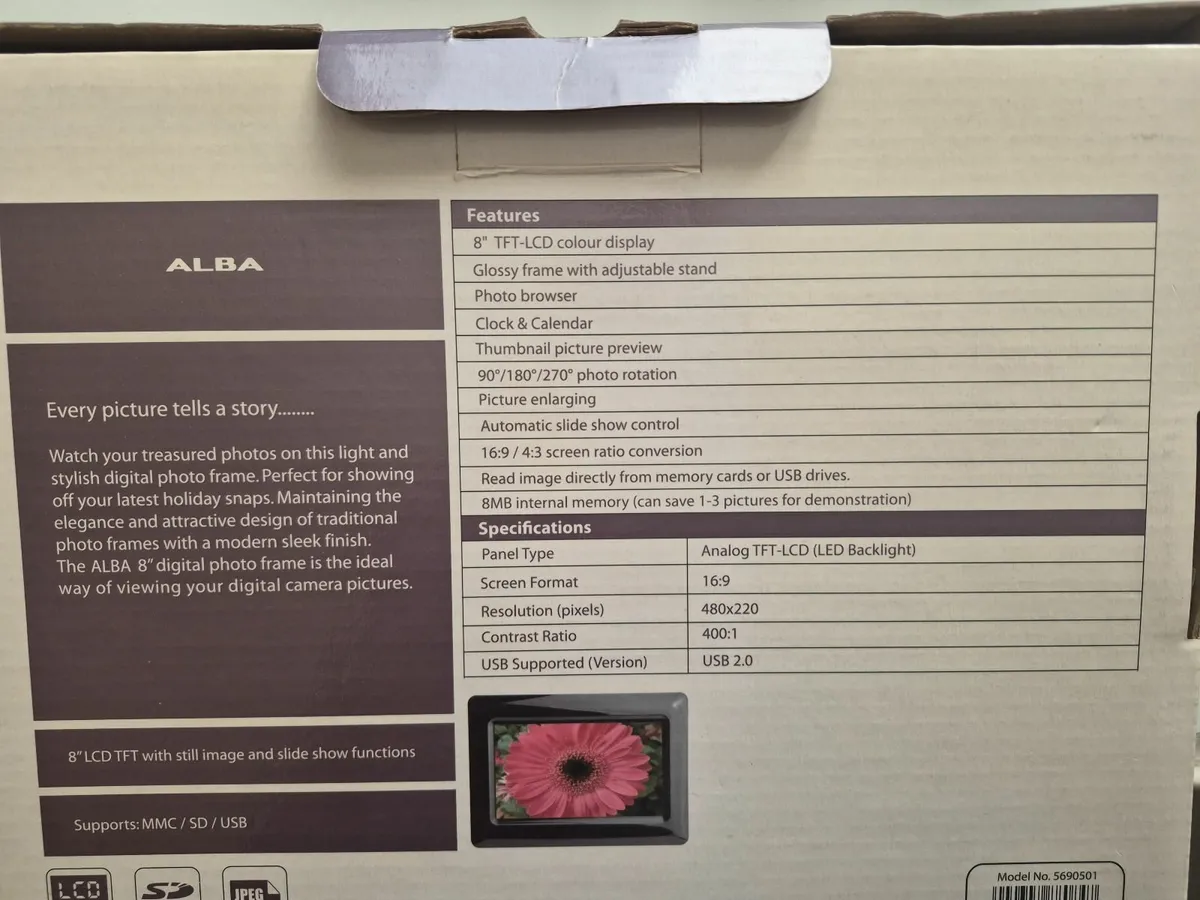 ALBA
Every picture tells a story........
Watch your treasured photos on this light and
stylish digital photo frame. Perfect for showing
off your latest holiday snaps. Maintaining the
elegance and attractive design of traditional
photo frames with a modern sleek finish.
The ALBA 8" digital photo frame is the ideal
way of viewing your digital camera pictures.
8" LCD TFT with still image and slide show functions
Supports: MMC / SD / USB
LCD
SD
JPEG
Features
8" TFT-LCD colour display
Glossy frame with adjustable stand
Photo browser
Clock & Calendar
Thumbnail picture preview
90°/180°/270° photo rotation
Picture enlarging
Automatic slide show control
16:9 / 4:3 screen ratio conversion
Read image directly from memory cards or USB drives.
8MB internal memory (can save 1-3 pictures for demonstration)
Specifications
Panel Type Analog TFT-LCD (LED Backlight)
Screen Format 16:9
Resolution (pixels) 480x220
Contrast Ratio 400:1
USB Supported (Version) USB 2.0
Model No. 5690501